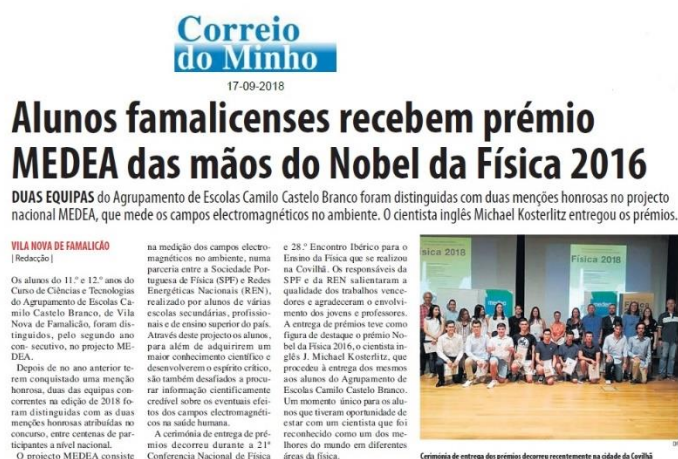 Correio
do Minho
17-09-2018
Alunos famalicenses recebem prémio
MEDEA das mãos do Nobel da Física 2016
DUAS EQUIPAS do Agrupamento de Escolas Camilo Castelo Branco foram distinguidas com duas menções honrosas no projecto
nacional MEDEA, que mede os campos electromagnéticos no ambiente. O cientista inglês Michael Kosterlitz entregou os prémios.
VILA NOVA DE FAMALICÃO
| Redacção |
Os alunos do 11.º e 12.º anos do
Curso de Ciências e Tecnologias
do Agrupamento de Escolas Ca-
milo Castelo Branco, de Vila
Nova de Famalicão, foram dis-
tinguidos, pelo segundo ano
con- secutivo, no projecto ME-
DEA.
Depois de no ano anterior te-
rem conquistado uma menção
honrosa, duas das equipas con-
correntes na edição de 2018 fo-
ram distinguidas com as duas
menções honrosas atribuídas no
concurso, entre centenas de par-
ticipantes a nível nacional.
O projecto MEDEA consiste
na medição dos campos electro-
magnéticos no ambiente, numa
parceria entre a Sociedade Por-
tuguesa de Física (SPF) e Redes
Energéticas Nacionais (REN),
realizado por alunos de várias
escolas secundárias, profissio-
nais e de ensino superior do país.
Através deste projecto os alunos,
para além de adquirirem um
maior conhecimento científico e
desenvolverem o espírito crítico,
são também desafiados a procu-
rar informação cientificamente
credível sobre os eventuais efei-
tos dos campos electromagnéti-
cos na saúde humana.
A cerimónia de entrega de pré-
mios decorreu durante a 21ª
Conferencia Nacional de Física
e 28.º Encontro Ibérico para o
Ensino da Física que se realizou
na Covilhã. Os responsáveis da
SPF e da REN salientaram a
qualidade dos trabalhos vence-
dores e agradeceram o envolvi-
mento dos jovens e professores.
A entrega de prémios teve como
figura de destaque o prémio No-
bel da Física 2016, o cientista in-
glês J. Michael Kosterlitz, que
procedeu à entrega dos mesmos
aos alunos do Agrupamento de
Escolas Camilo Castelo Branco.
Um momento único para os alu-
nos que tiveram oportunidade de
estar com um cientista que foi
reconhecido como um dos me-
lhores do mundo em diferentes
áreas da física.
Física 2018
Física 2018
Cerimónia de entrega dos prémios decorreu recentemente na cidade da Covilhã